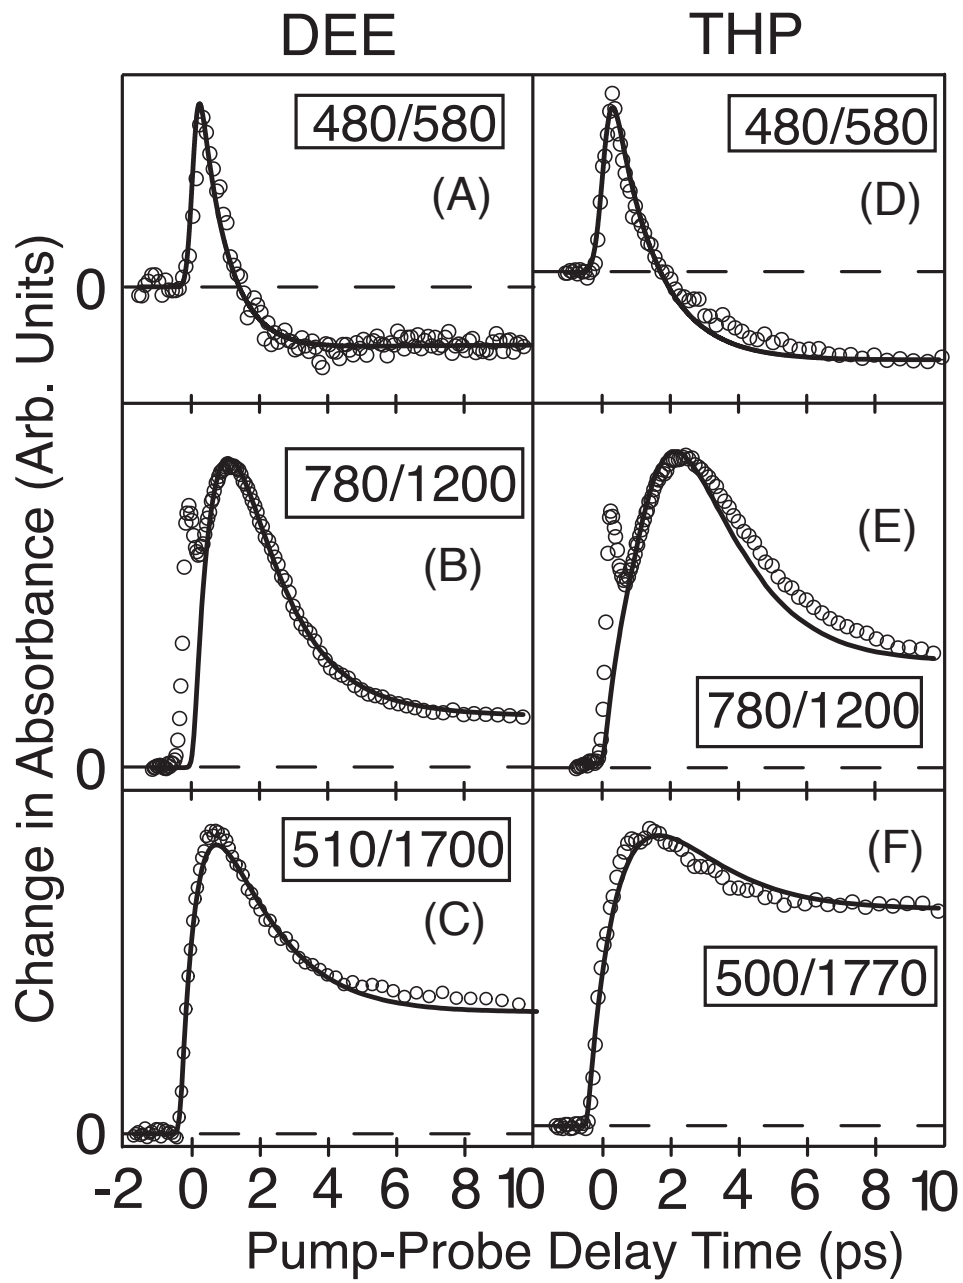 DEE THP
480/580 480/580
(A) (D)
0
780/1200
(B) (E)
780/1200
0
510/1700 (F)
(C)
500/1770
0
-2 0 2 4 6 8 10 0 2 4 6 8 10
Pump-Probe Delay Time (ps)
Change in Absorbance (Arb. Units)